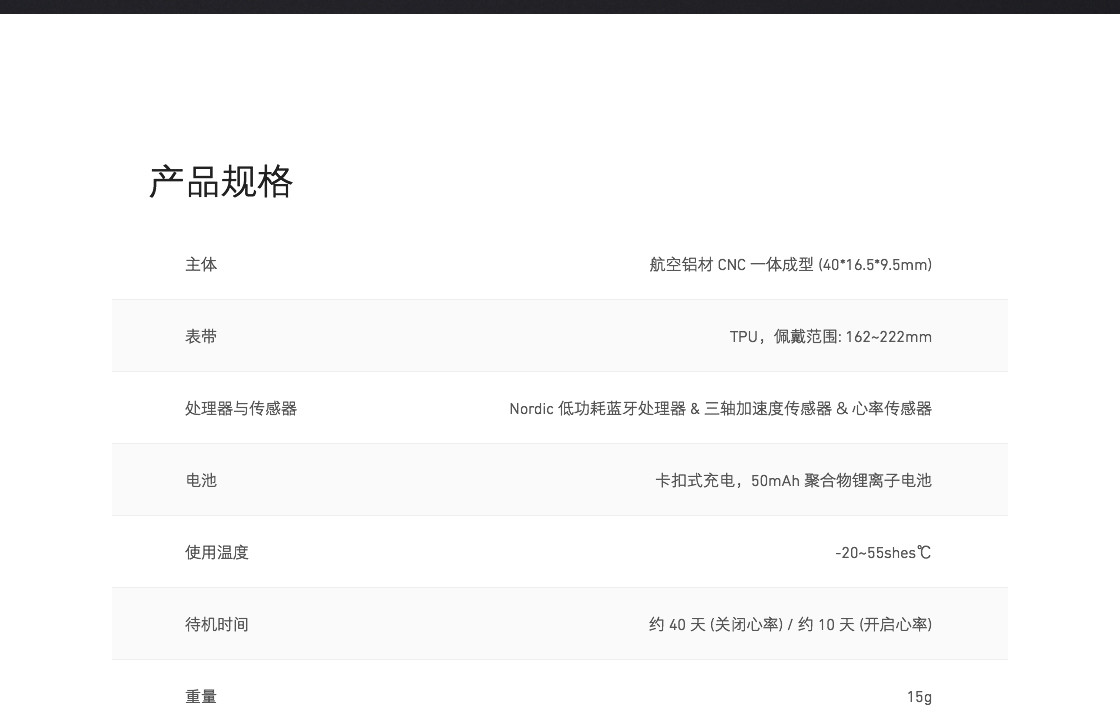 产品规格
主体 航空铝材 CNC 一体成型 (40*16.5*9.5mm)
表带 TPU，佩戴范围: 162~222mm
处理器与传感器 Nordic 低功耗蓝牙处理器 & 三轴加速度传感器 & 心率传感器
电池 卡扣式充电，50mAh 聚合物锂离子电池
使用温度 -20~55shes℃
待机时间 约 40 天 (关闭心率) / 约 10 天 (开启心率)
重量 15g